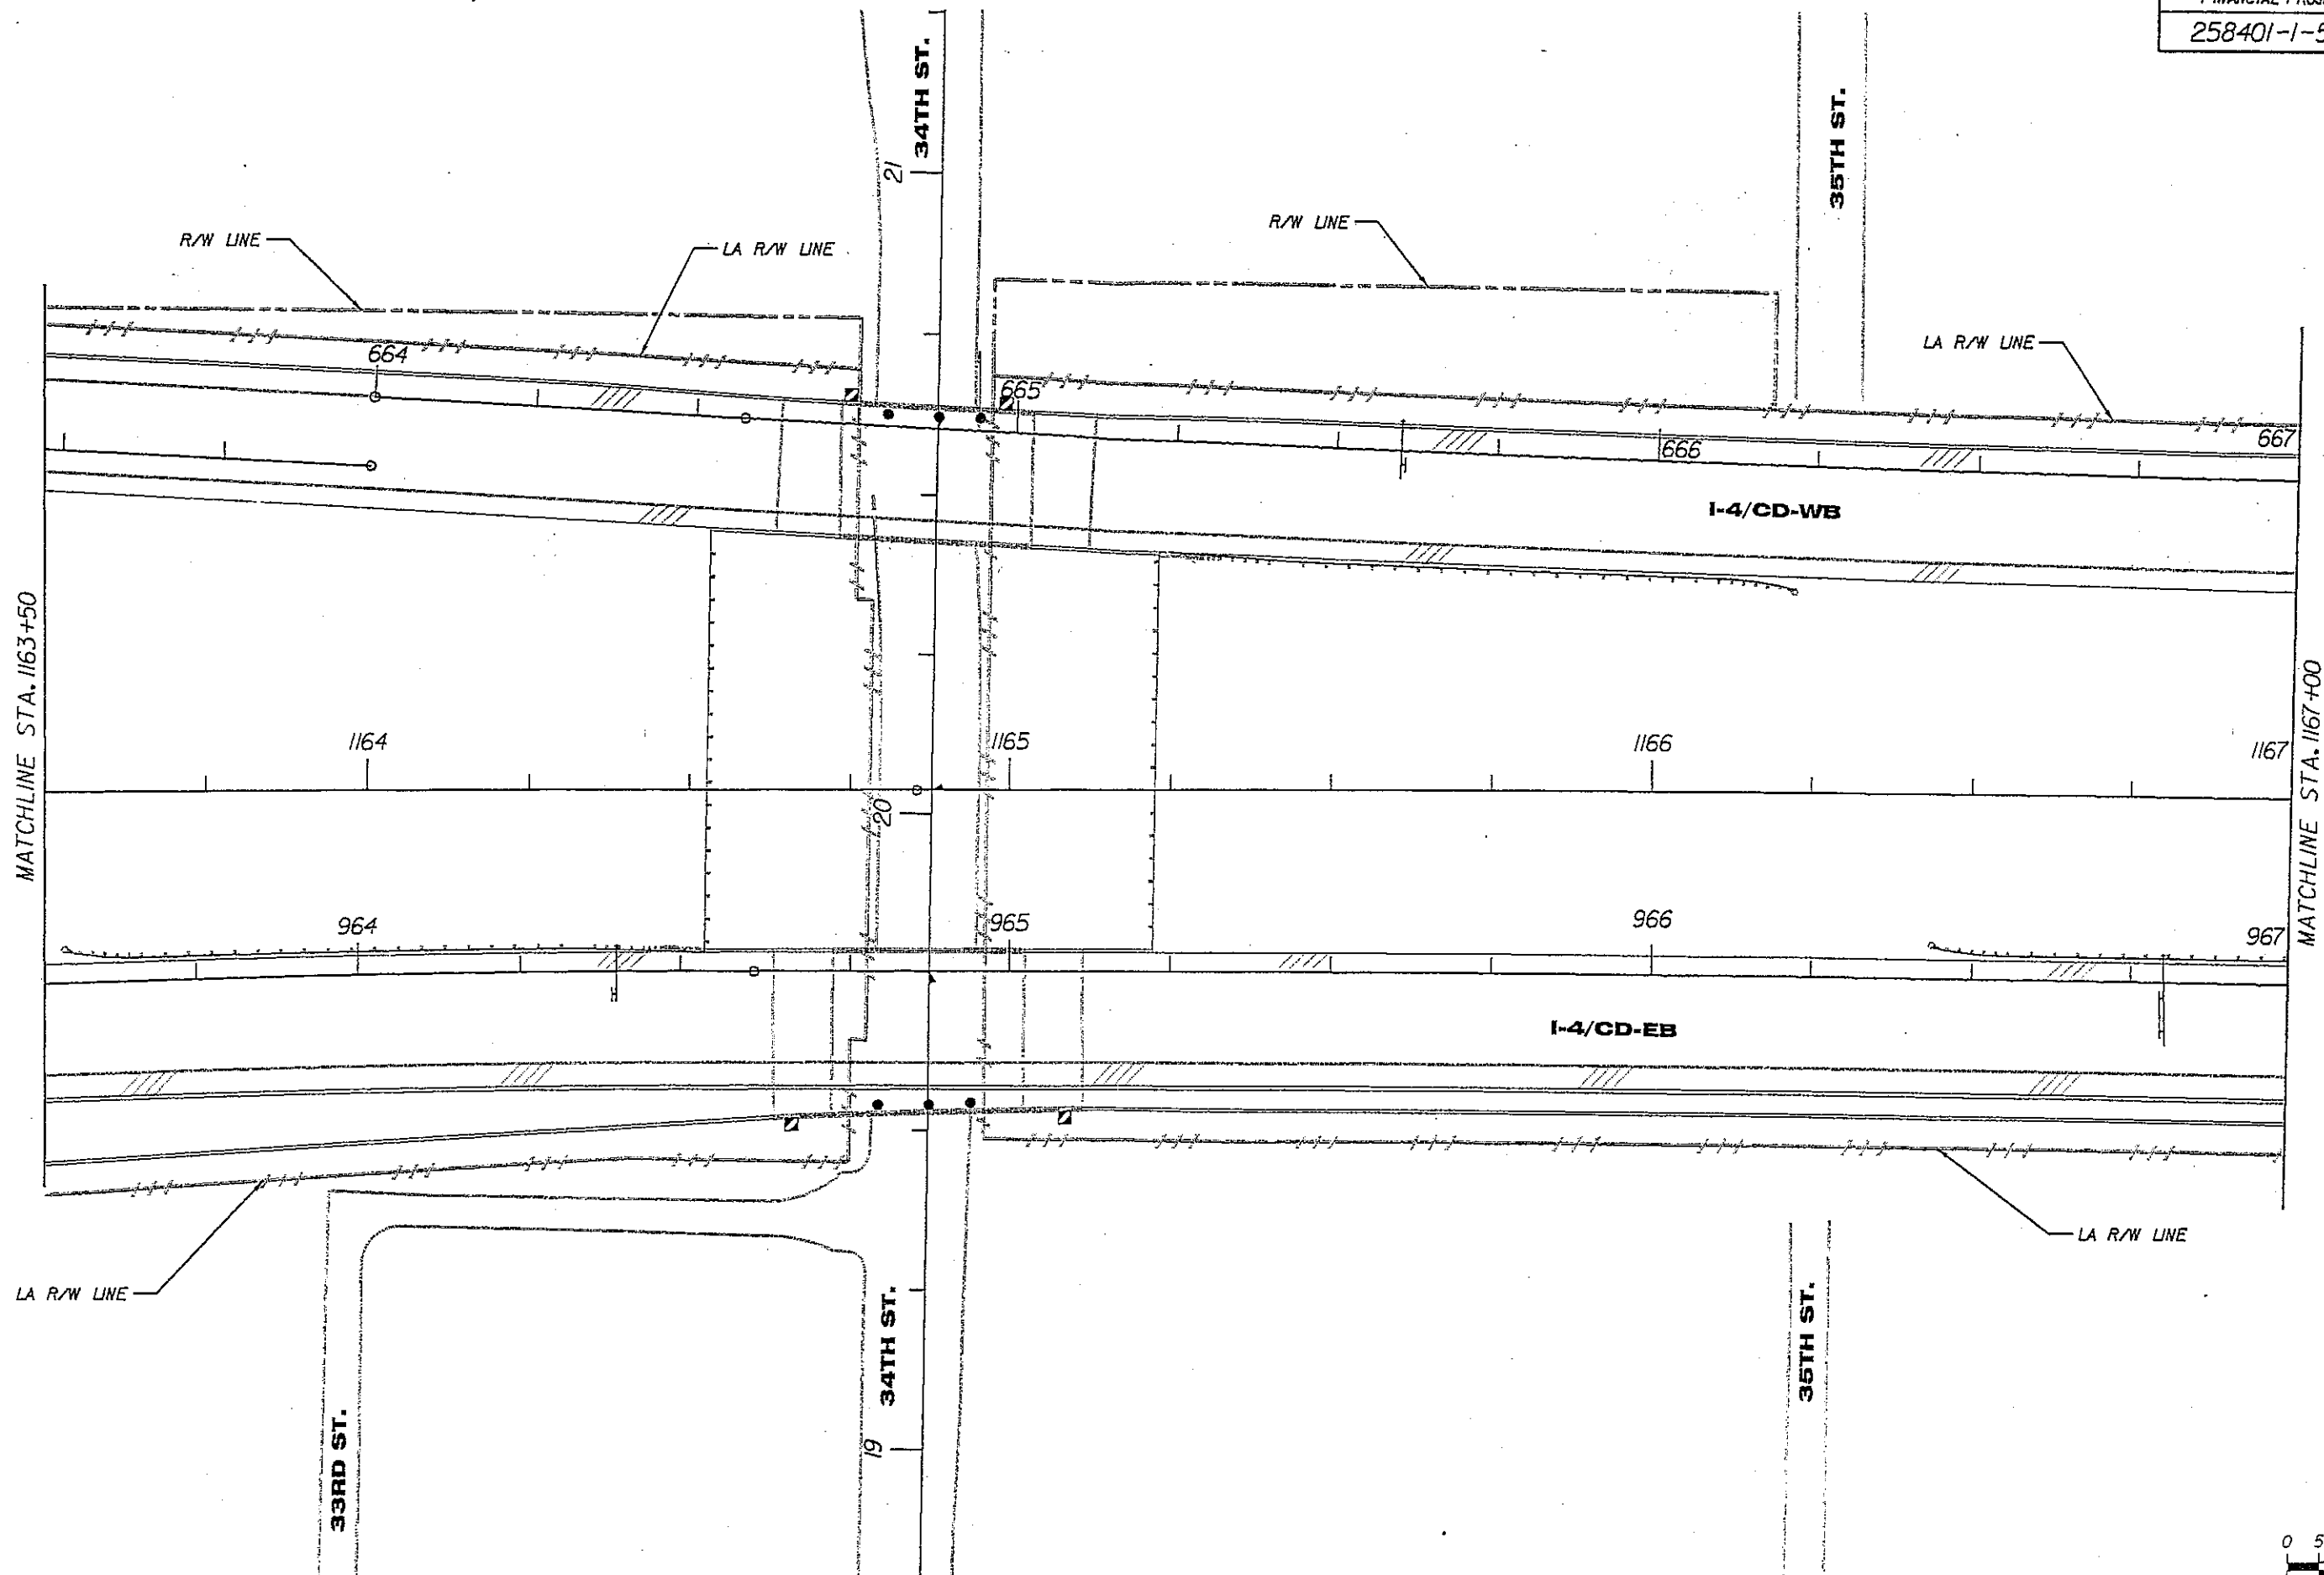 258401-1-5
34TH ST.
21
35TH ST.
R/W LINE
LA R/W LINE
R/W LINE
LA R/W LINE
664
665
666
667
I-4/CD-WB
MATCHLINE STA. 1163+50
MATCHLINE STA. 1167+00
1164
1165
1166
1167
20
964
965
966
967
I-4/CD-EB
LA R/W LINE
LA R/W LINE
34TH ST.
35TH ST.
33RD ST.
19
0 5